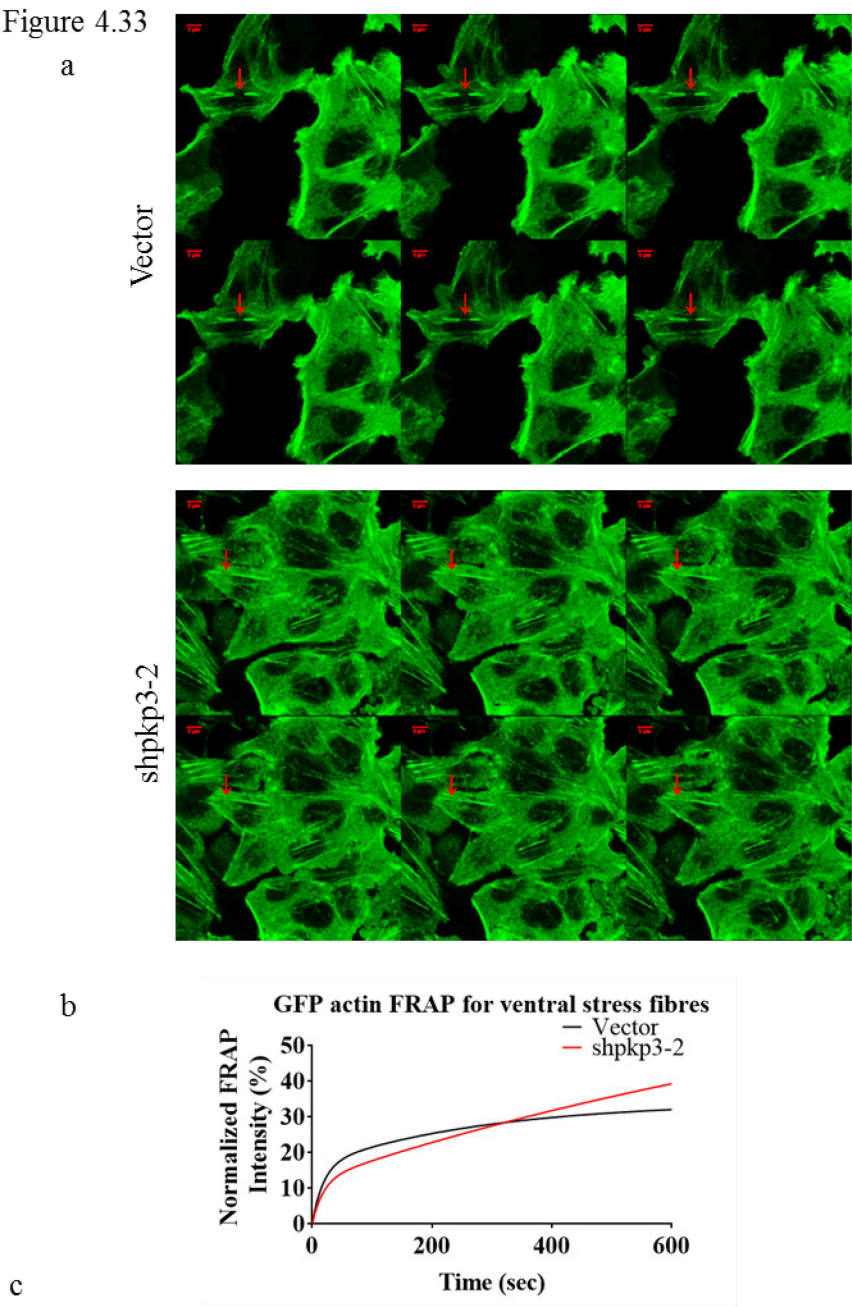 Figure 4.33
a
Vector
shpkp3-2
b
GFP actin FRAP for ventral stress fibres
Vector
shpkp3-2
Normalized FRAP
Intensity (%)
50
40
30
20
10
0
0
200
400
600
Time (sec)
c